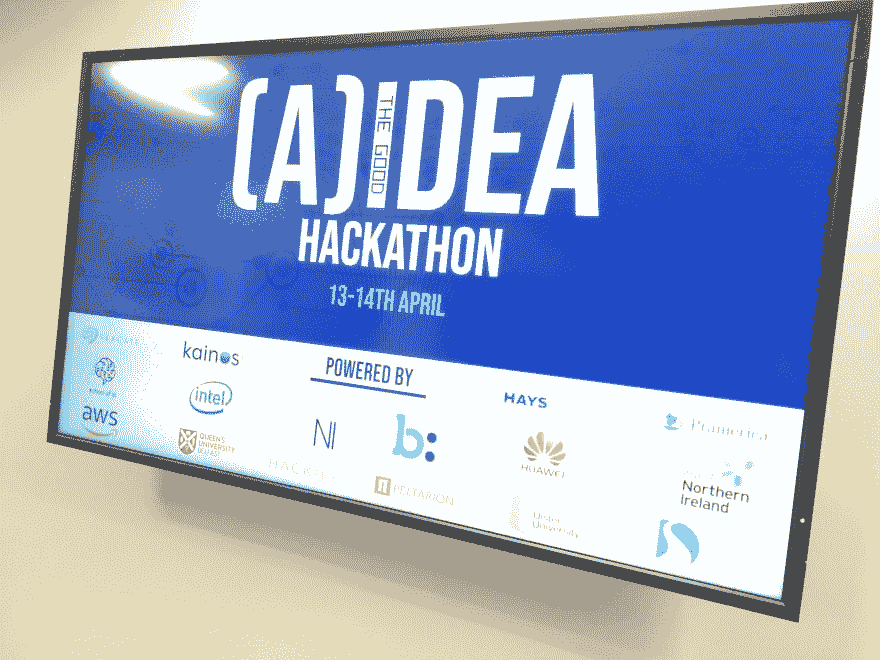 (A)IDEA
THE GOOD
HACKATHON
13-14TH APRIL
POWERED BY
kainos
HAYS
Pramerica
intel
aws
NI
b:
HUAWEI
Northern
Ireland
QUEEN'S
UNIVERSITY
BELFAST
PELTARION
Ulster
University